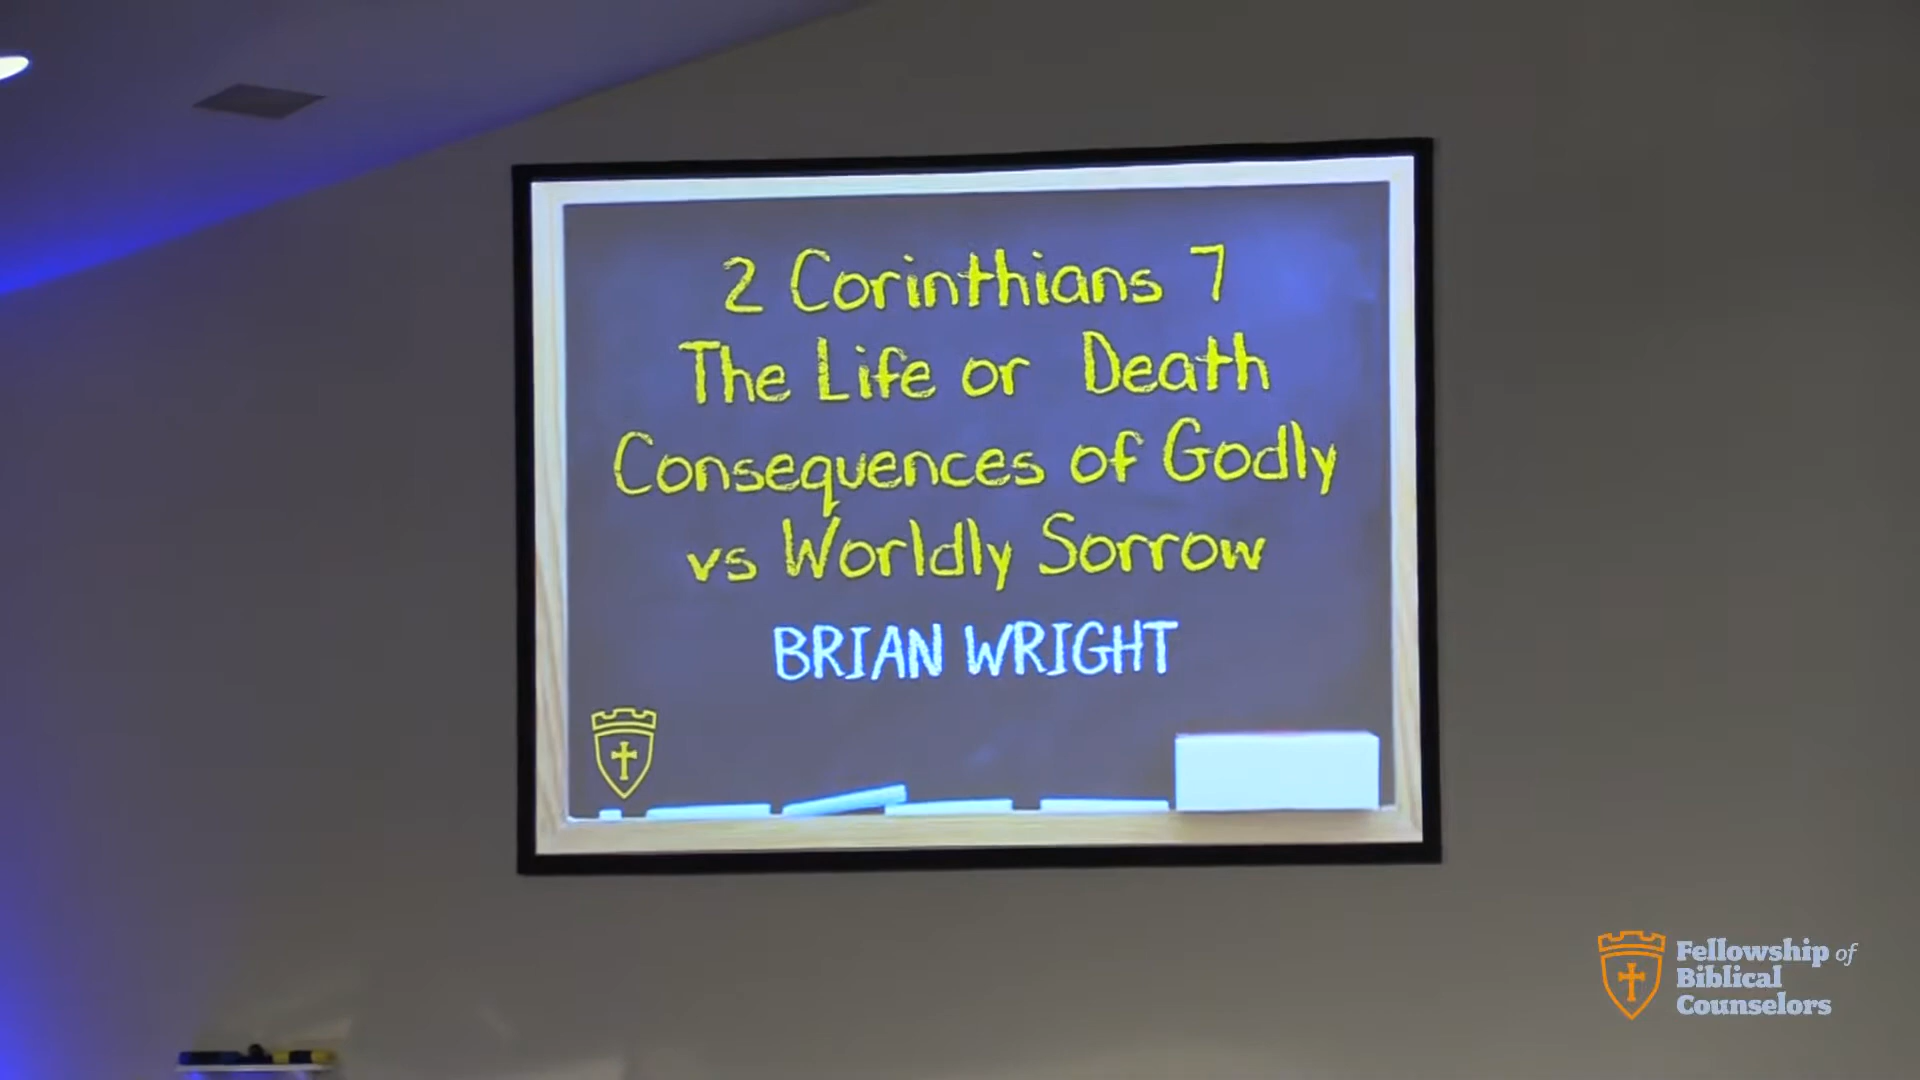 2 Corinthians 7
The Life or Death
Consequences of Godly
vs Worldly Sorrow
BRIAN WRIGHT
Fellowship of
Biblical
Counselors